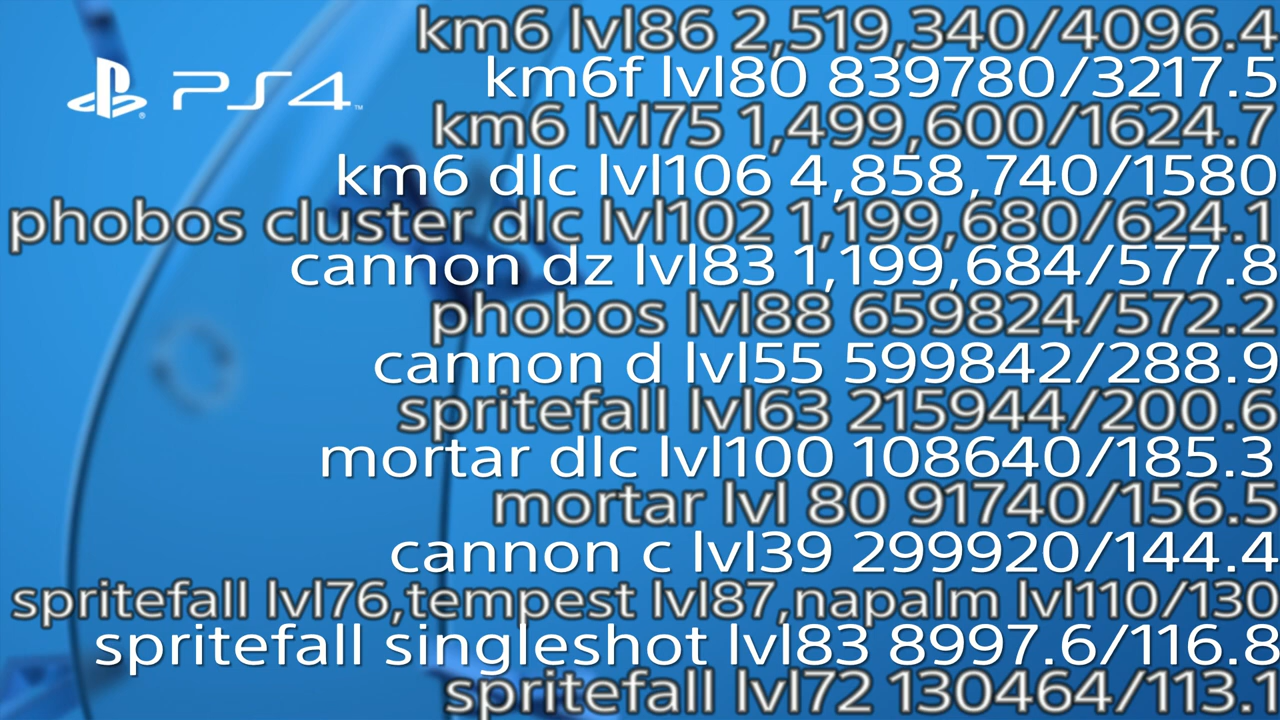 km6 lvl86 2,519,340/4096.4
PS4™
km6f lvl80 839780/3217.5
km6 lvl75 1,499,600/1624.7
km6 dlc lvl106 4,858,740/1580
phobos cluster dlc lvl102 1,199,680/624.1
cannon dz lvl83 1,199,684/577.8
phobos lvl88 659824/572.2
cannon d lvl55 599842/288.9
spritefall lvl63 215944/200.6
mortar dlc lvl100 108640/185.3
mortar lvl 80 91740/156.5
cannon c lvl39 299920/144.4
spritefall lvl76,tempest lvl87,napalm lvl110/130
spritefall singleshot lvl83 8997.6/116.8
spritefall lvl72 130464/113.1